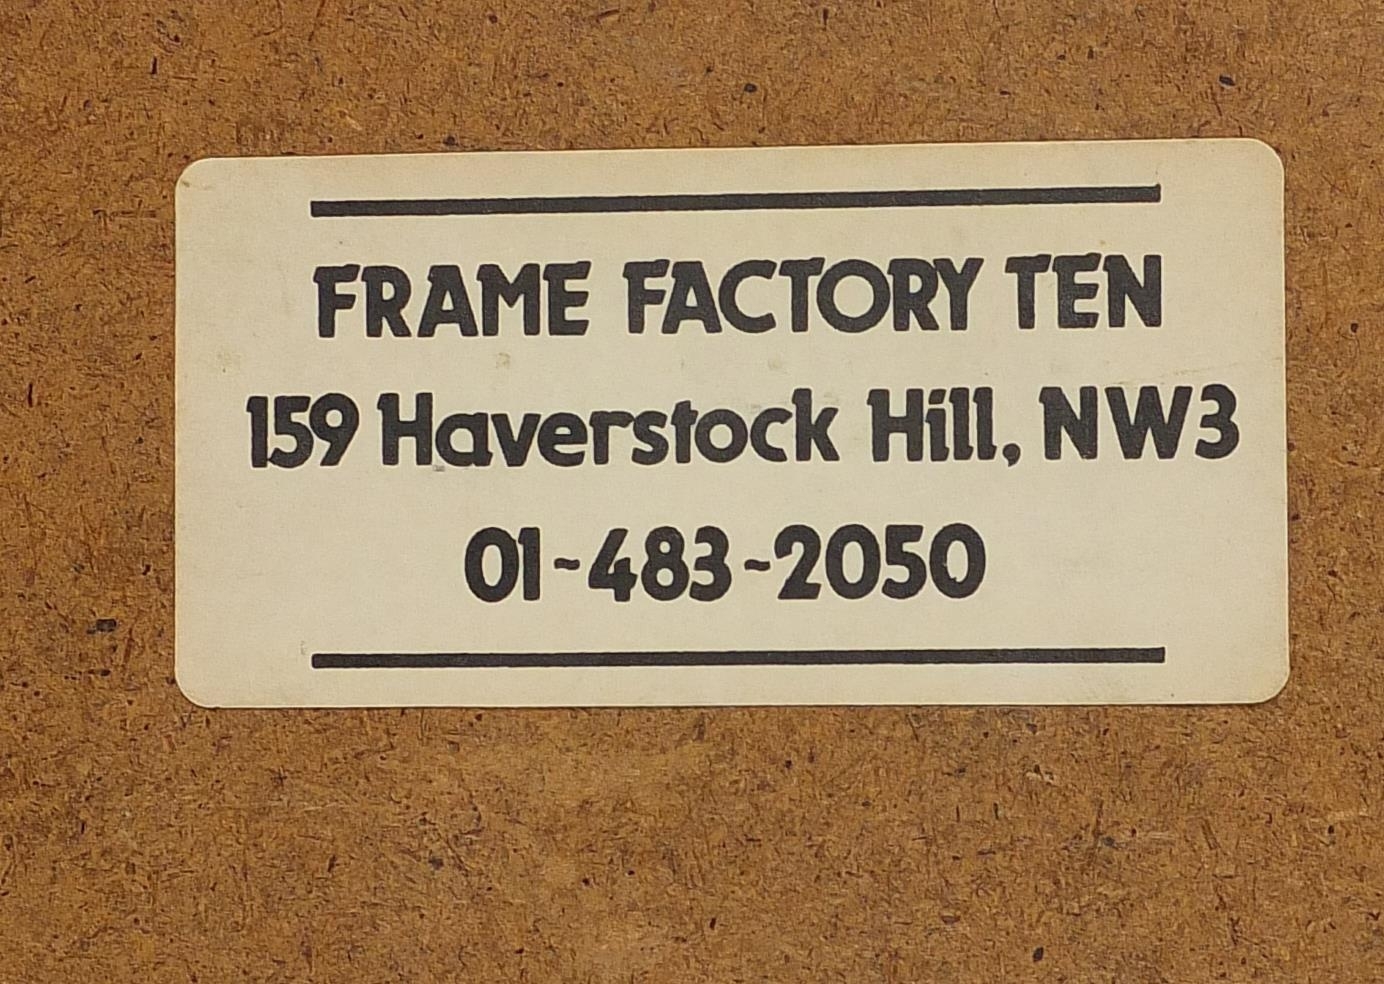 FRAME FACTORY TEN
159 Haverstock Hill, NW3
01-483-2050